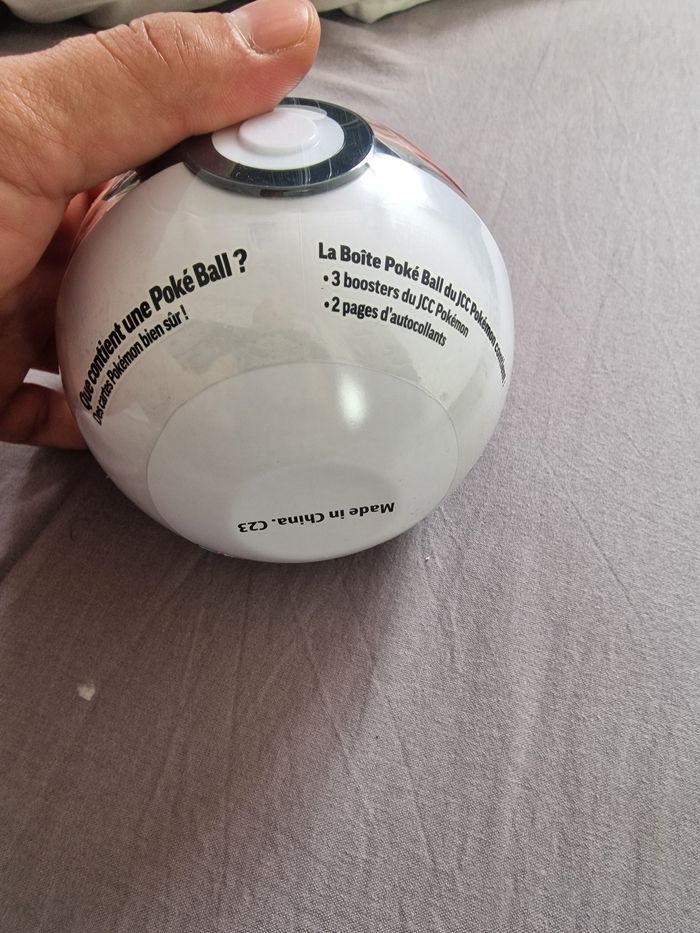 Que contient une Poké Ball ?
Des cartes Pokémon bien sûr !
La Boîte Poké Ball du JCC Pokémon contient :
• 3 boosters du JCC Pokémon
• 2 pages d'autocollants
Made in China. C23